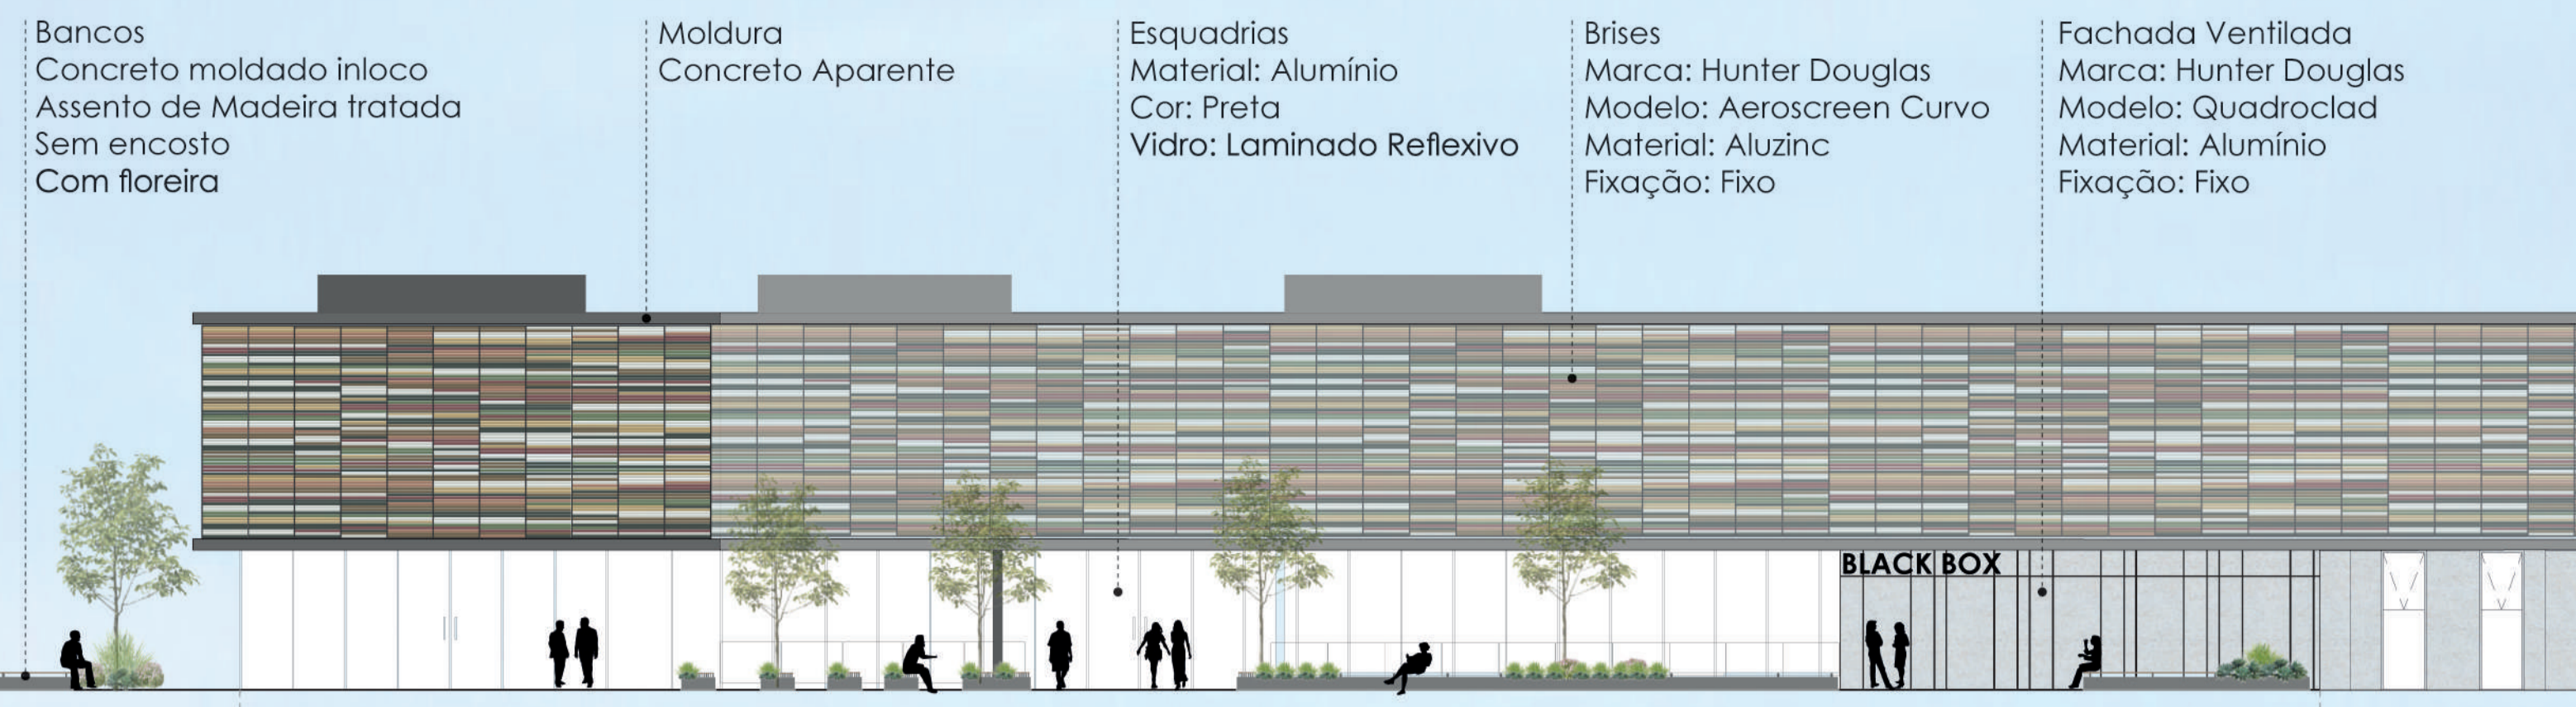 Bancos
Concreto moldado inloco
Assento de Madeira tratada
Sem encosto
Com floreira
Moldura
Concreto Aparente
Esquadrias
Material: Alumínio
Cor: Preta
Vidro: Laminado Reflexivo
Brises
Marca: Hunter Douglas
Modelo: Aeroscreen Curvo
Material: Aluzinc
Fixação: Fixo
Fachada Ventilada
Marca: Hunter Douglas
Modelo: Quadroclad
Material: Alumínio
Fixação: Fixo
BLACK BOX